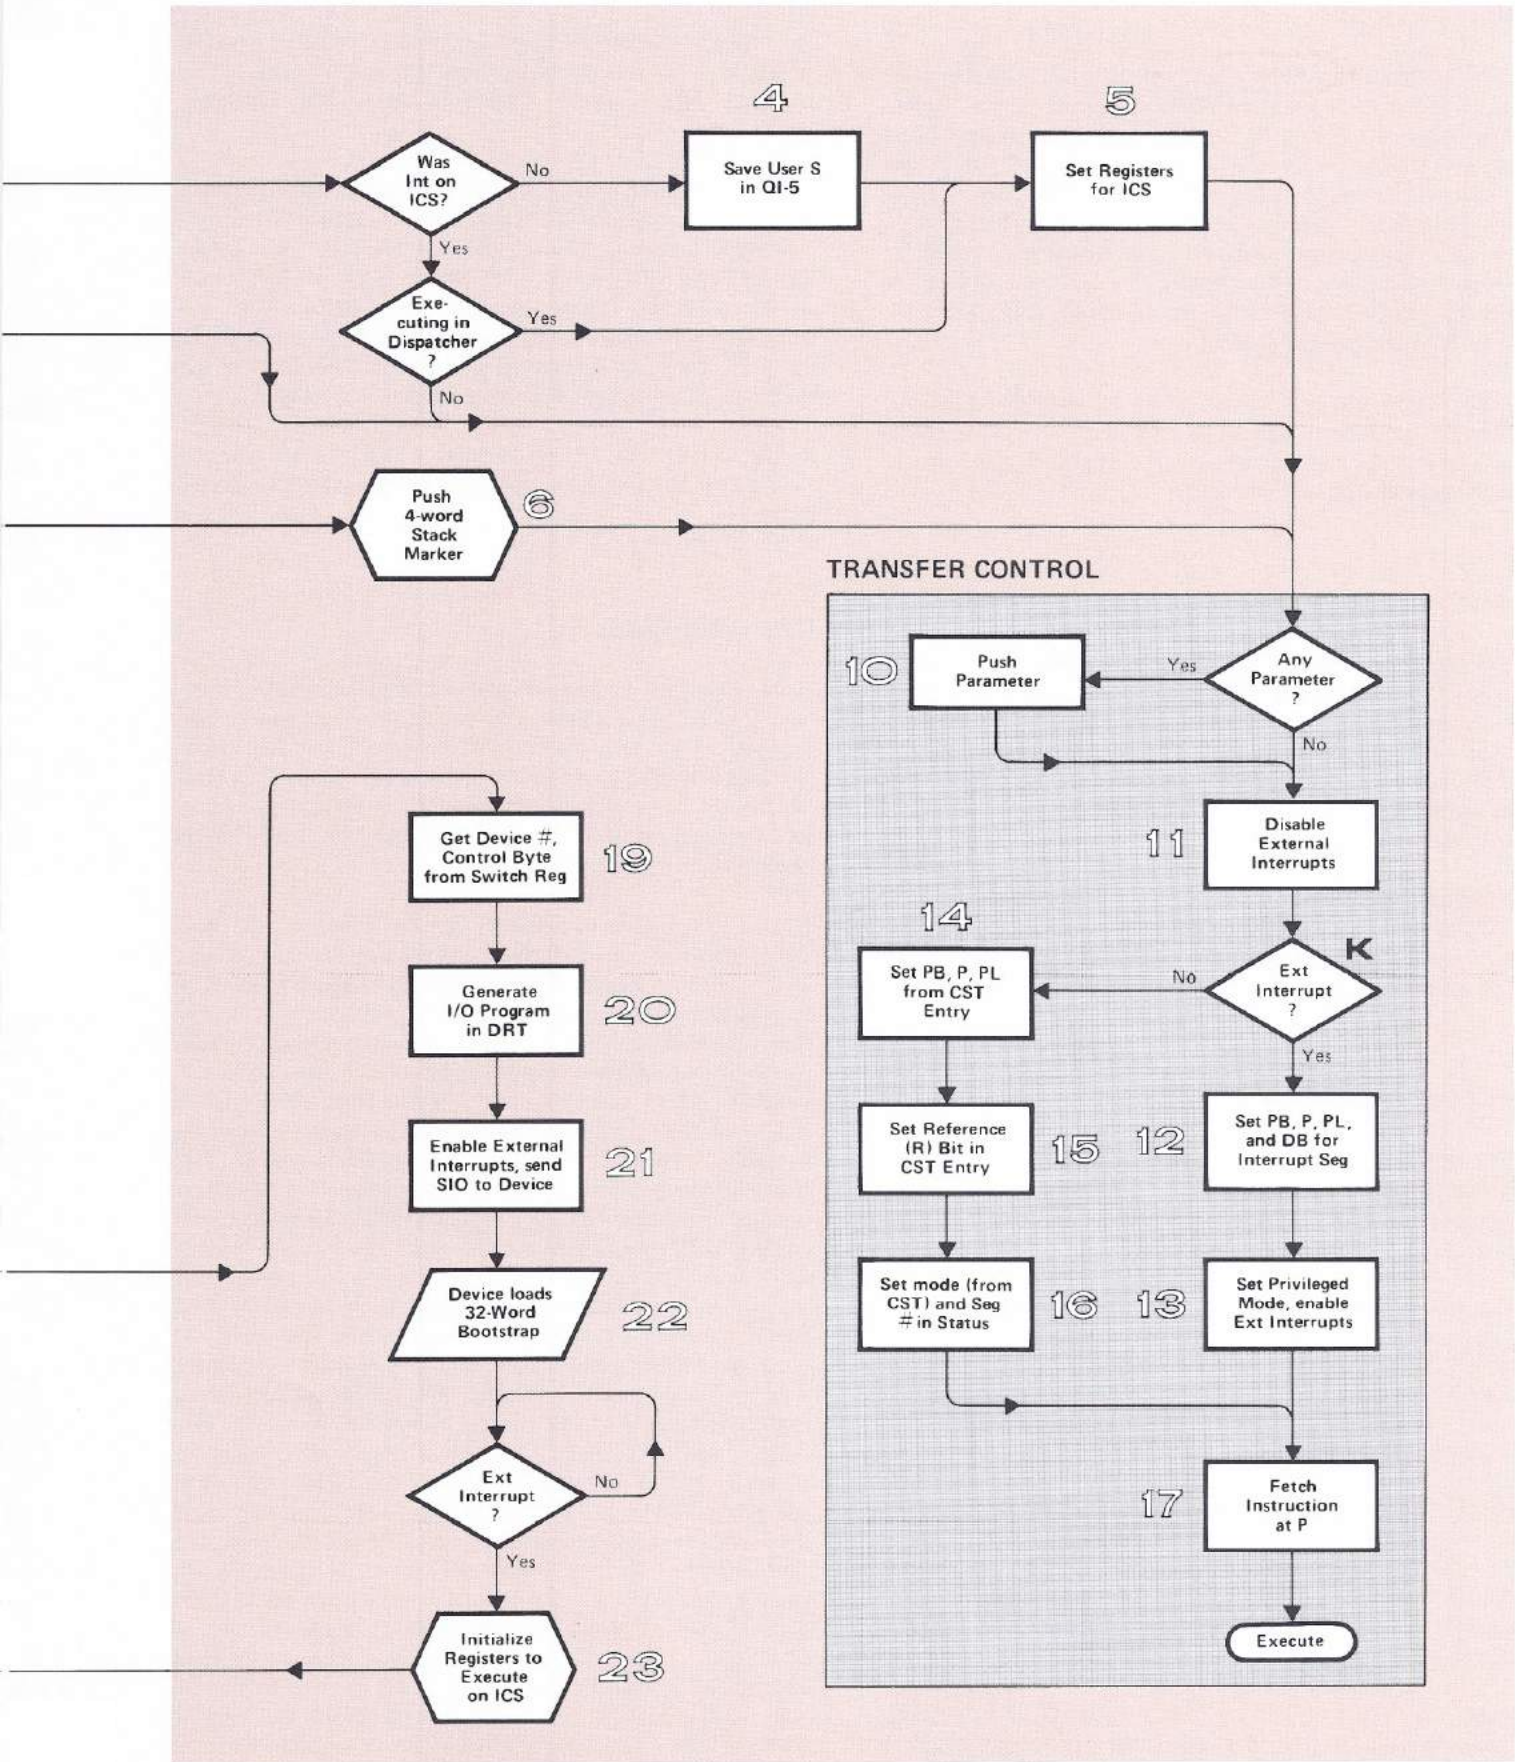 4
5
Was
Int on
ICS?
No
Save User S
in QI-5
Set Registers
for ICS
Yes
Exe-
cuting in
Dispatcher
?
Yes
No
Push
4-word
Stack
Marker
6
TRANSFER CONTROL
10
Push
Parameter
Yes
Any
Parameter
?
No
11
Disable
External
Interrupts
K
Ext
Interrupt
?
No
Yes
14
Set PB, P, PL
from CST
Entry
15
Set Reference
(R) Bit in
CST Entry
12
Set PB, P, PL,
and DB for
Interrupt Seg
16
Set mode (from
CST) and Seg
# in Status
13
Set Privileged
Mode, enable
Ext Interrupts
17
Fetch
Instruction
at P
Execute
Get Device #,
Control Byte
from Switch Reg
19
Generate
I/O Program
in DRT
20
Enable External
Interrupts, send
SIO to Device
21
Device loads
32-Word
Bootstrap
22
Ext
Interrupt
?
No
Yes
Initialize
Registers to
Execute
on ICS
23